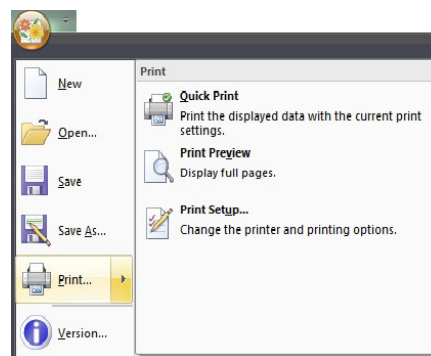 New
Open...
Save
Save As...
Print...
Version...
Print
Quick Print
Print the displayed data with the current print
settings.
Print Preview
Display full pages.
Print Setup...
Change the printer and printing options.